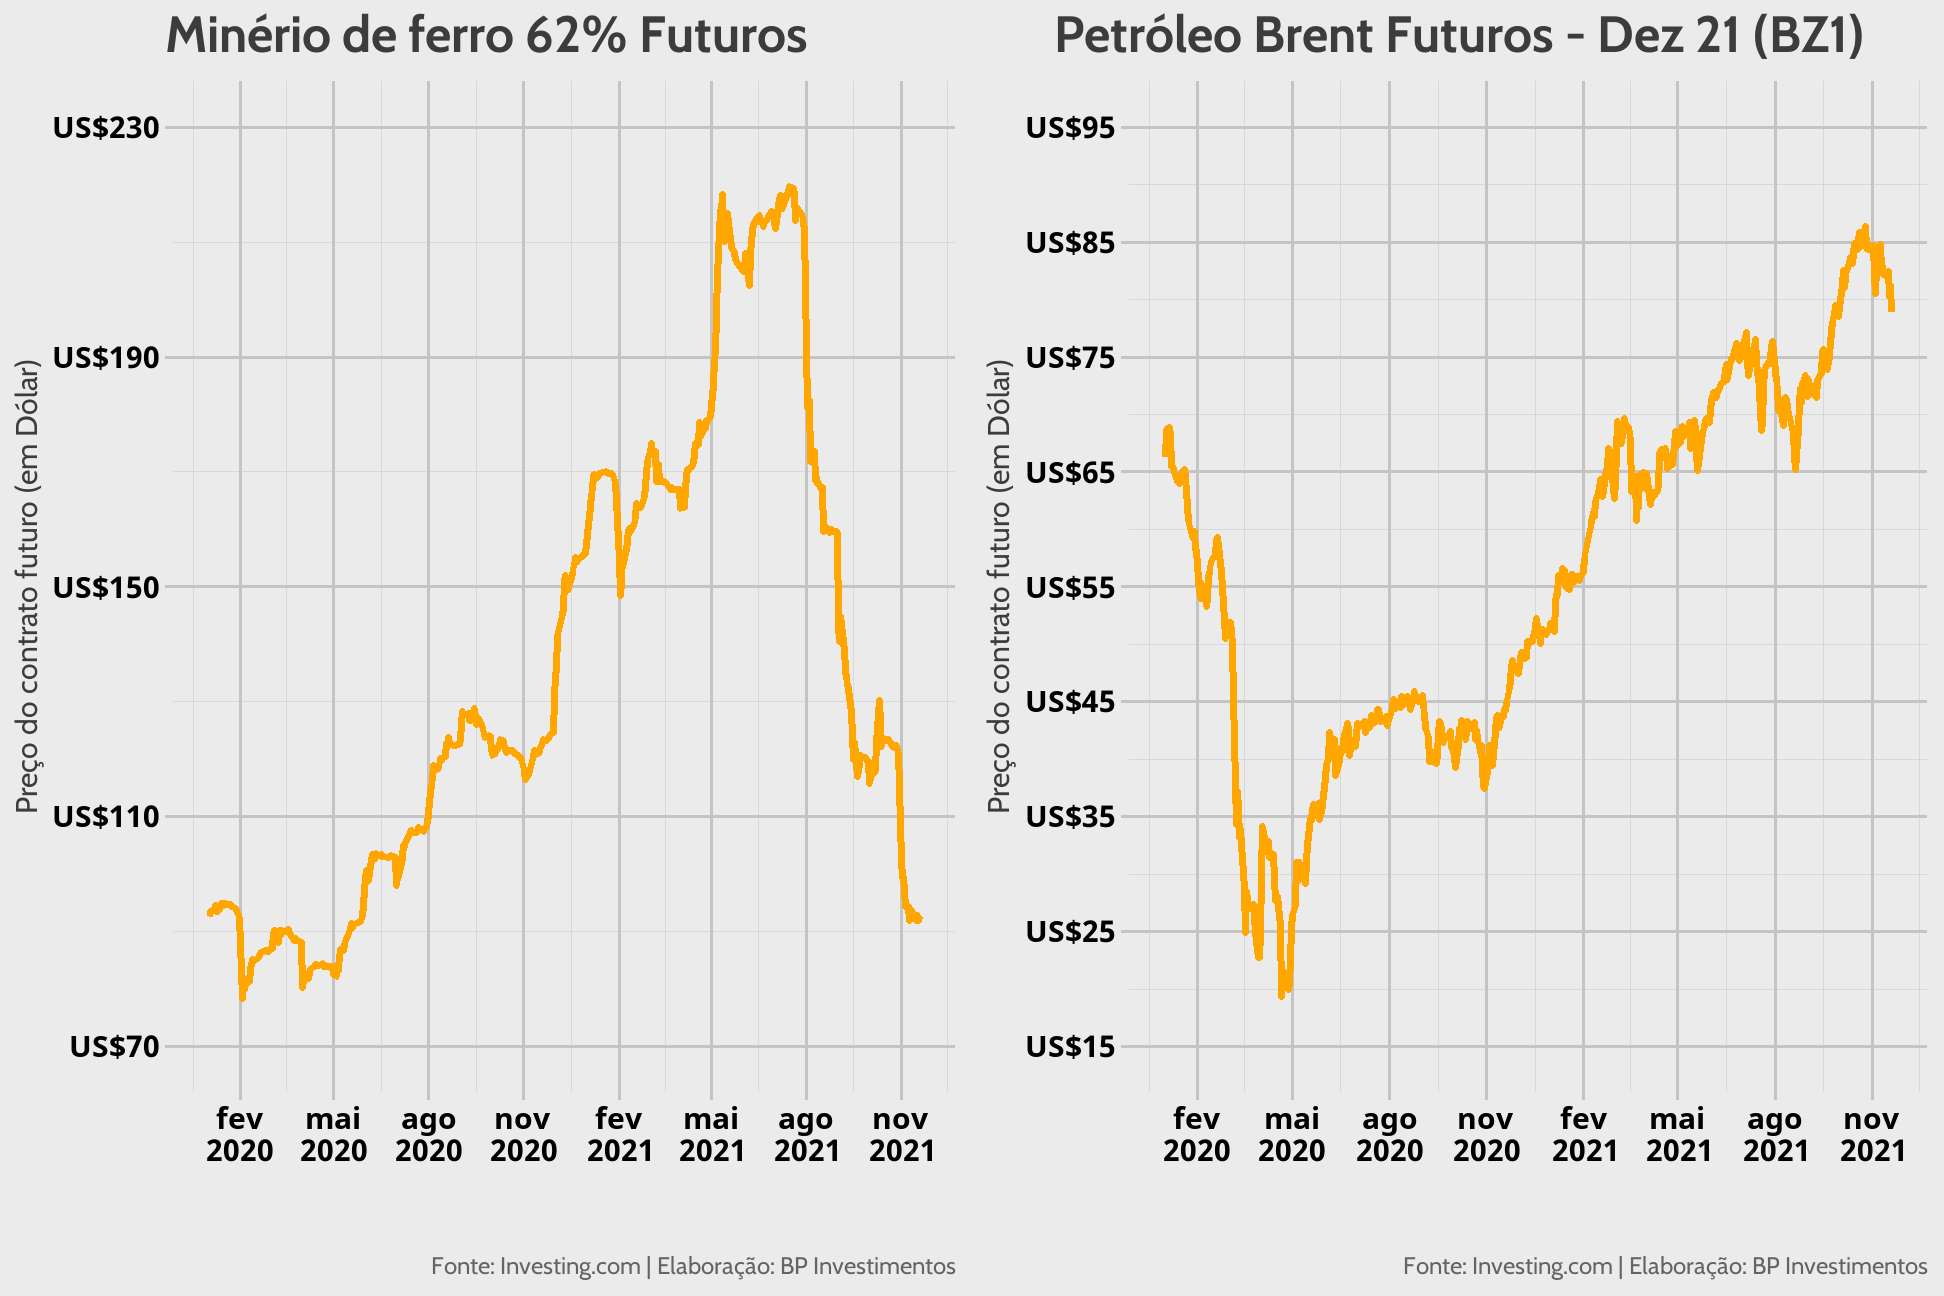 Minério de ferro 62% Futuros
Preço do contrato futuro (em Dólar)
US$230
US$190
US$150
US$110
US$70
fev 2020
mai 2020
ago 2020
nov 2020
fev 2021
mai 2021
ago 2021
nov 2021
Fonte: Investing.com | Elaboração: BP Investimentos
Petróleo Brent Futuros - Dez 21 (BZ1)
Preço do contrato futuro (em Dólar)
US$95
US$85
US$75
US$65
US$55
US$45
US$35
US$25
US$15
fev 2020
mai 2020
ago 2020
nov 2020
fev 2021
mai 2021
ago 2021
nov 2021
Fonte: Investing.com | Elaboração: BP Investimentos